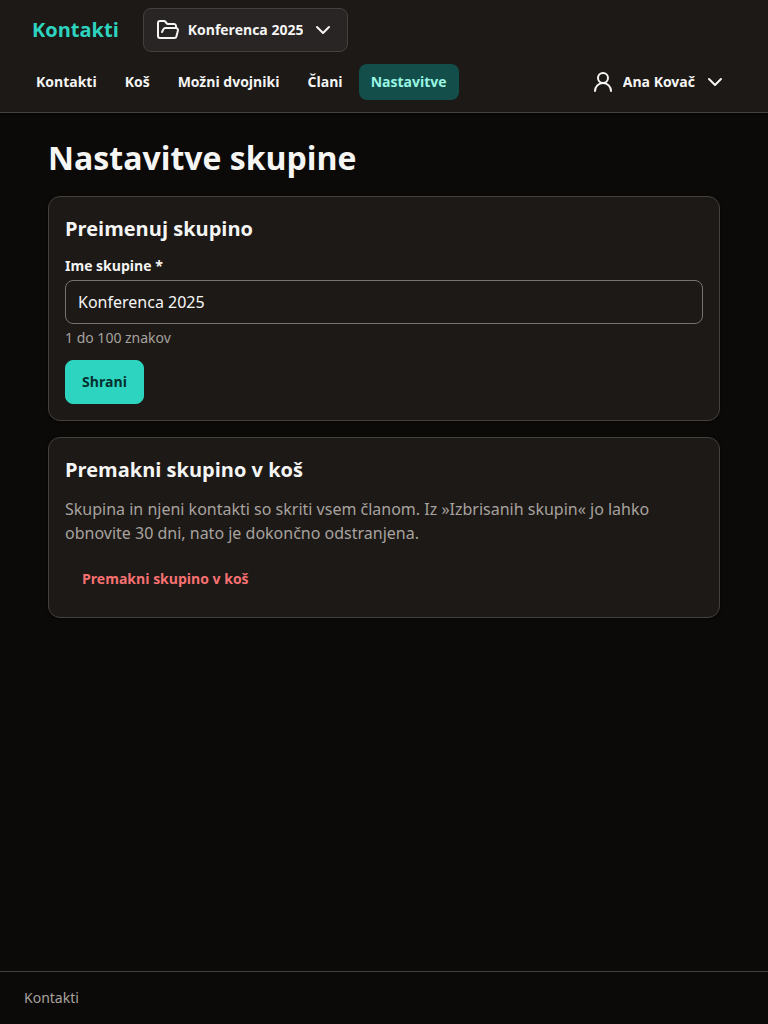 Kontakti
Konferenca 2025
Kontakti
Koš
Možni dvojniki
Člani
Nastavitve
Ana Kovač
Nastavitve skupine
Preimenuj skupino
Ime skupine *
Konferenca 2025
1 do 100 znakov
Shrani
Premakni skupino v koš
Skupina in njeni kontakti so skriti vsem članom. Iz »Izbrisanih skupin« jo lahko
obnovite 30 dni, nato je dokončno odstranjena.
Premakni skupino v koš
Kontakti